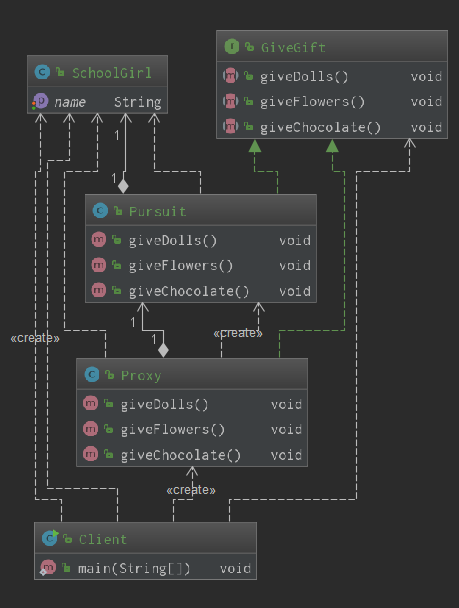 GiveGift
giveDolls() void
giveFlowers() void
giveChocolate() void
SchoolGirl
name String
1
1
Pursuit
giveDolls() void
giveFlowers() void
giveChocolate() void
1
1
«create»
«create»
Proxy
giveDolls() void
giveFlowers() void
giveChocolate() void
«create»
Client
main(String[]) void